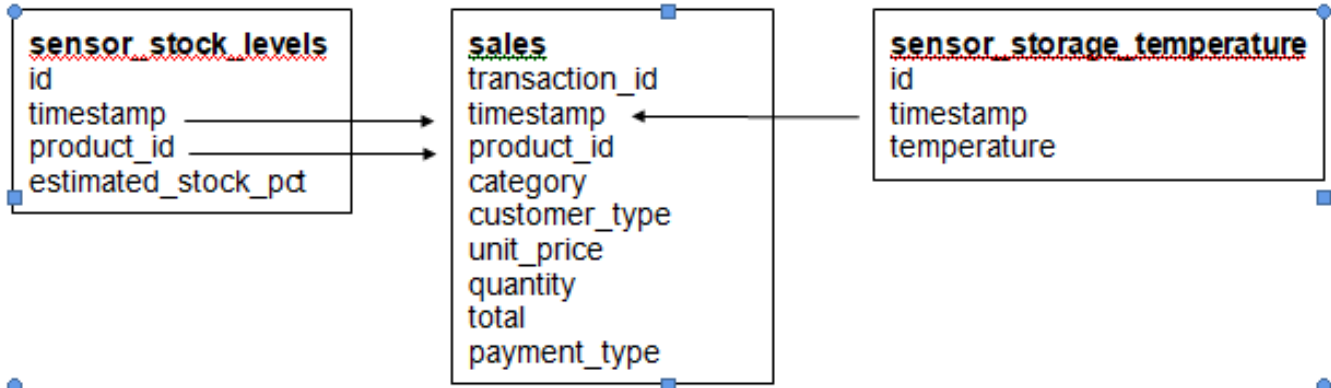 sensor_stock_levels
id
timestamp
product_id
estimated_stock_pct
sales
transaction_id
timestamp
product_id
category
customer_type
unit_price
quantity
total
payment_type
sensor_storage_temperature
id
timestamp
temperature